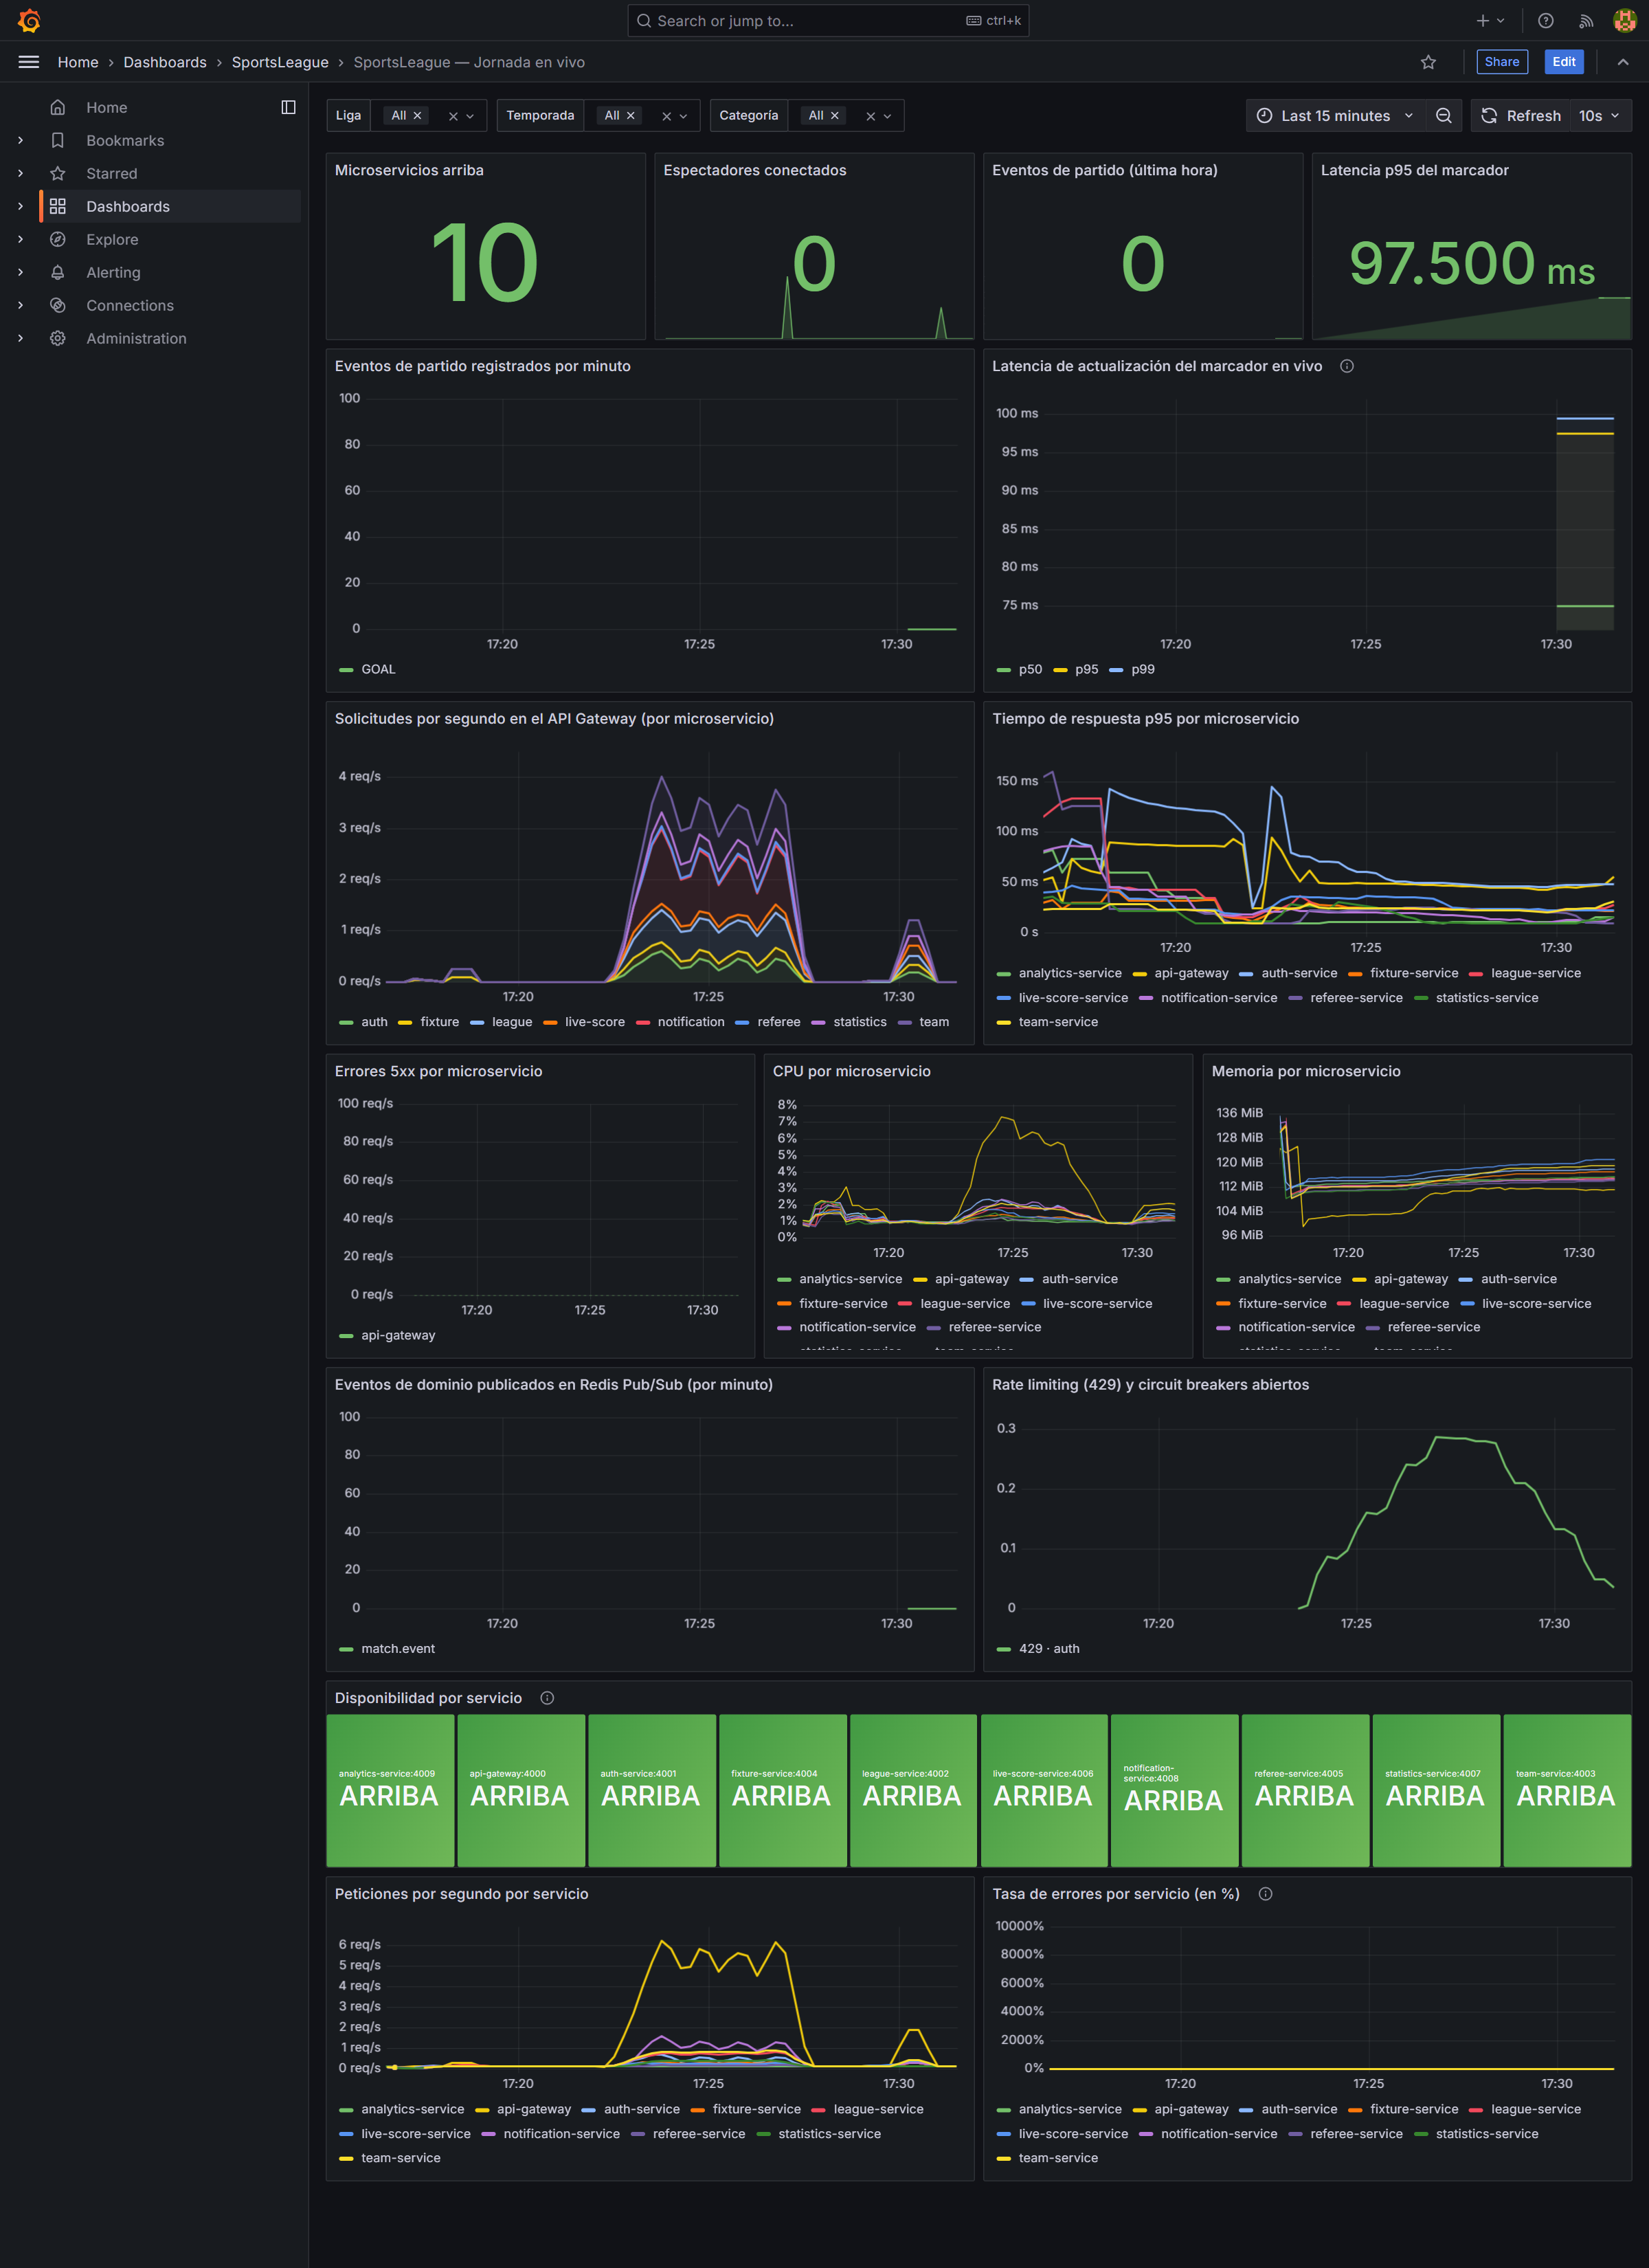 Search or jump to... ctrl+k
Home › Dashboards › SportsLeague › SportsLeague — Jornada en vivo
Share Edit
Home
Bookmarks
Starred
Dashboards
Explore
Alerting
Connections
Administration
Liga All Temporada All Categoría All
Last 15 minutes Refresh 10s
Microservicios arriba
10
Espectadores conectados
0
Eventos de partido (última hora)
0
Latencia p95 del marcador
97.500 ms
Eventos de partido registrados por minuto
100
80
60
40
20
0
17:20 17:25 17:30
GOAL
Latencia de actualización del marcador en vivo
100 ms
95 ms
90 ms
85 ms
80 ms
75 ms
17:20 17:25 17:30
p50 p95 p99
Solicitudes por segundo en el API Gateway (por microservicio)
4 req/s
3 req/s
2 req/s
1 req/s
0 req/s
17:20 17:25 17:30
auth fixture league live-score notification referee statistics team
Tiempo de respuesta p95 por microservicio
150 ms
100 ms
50 ms
0 s
17:20 17:25 17:30
analytics-service api-gateway auth-service fixture-service league-service
live-score-service notification-service referee-service statistics-service
team-service
Errores 5xx por microservicio
100 req/s
80 req/s
60 req/s
40 req/s
20 req/s
0 req/s
17:20 17:25 17:30
api-gateway
CPU por microservicio
8%
7%
6%
5%
4%
3%
2%
1%
0%
17:20 17:25 17:30
analytics-service api-gateway auth-service
fixture-service league-service live-score-service
notification-service referee-service
statistics-service team-service
Memoria por microservicio
136 MiB
128 MiB
120 MiB
112 MiB
104 MiB
96 MiB
17:20 17:25 17:30
analytics-service api-gateway auth-service
fixture-service league-service live-score-service
notification-service referee-service
statistics-service team-service
Eventos de dominio publicados en Redis Pub/Sub (por minuto)
100
80
60
40
20
0
17:20 17:25 17:30
match.event
Rate limiting (429) y circuit breakers abiertos
0.3
0.2
0.1
0
17:20 17:25 17:30
429 · auth
Disponibilidad por servicio
analytics-service:4009
ARRIBA
api-gateway:4000
ARRIBA
auth-service:4001
ARRIBA
fixture-service:4004
ARRIBA
league-service:4002
ARRIBA
live-score-service:4006
ARRIBA
notification-
service:4008
ARRIBA
referee-service:4005
ARRIBA
statistics-service:4007
ARRIBA
team-service:4003
ARRIBA
Peticiones por segundo por servicio
6 req/s
5 req/s
4 req/s
3 req/s
2 req/s
1 req/s
0 req/s
17:20 17:25 17:30
analytics-service api-gateway auth-service fixture-service league-service
live-score-service notification-service referee-service statistics-service
team-service
Tasa de errores por servicio (en %)
10000%
8000%
6000%
4000%
2000%
0%
17:20 17:25 17:30
analytics-service api-gateway auth-service fixture-service league-service
live-score-service notification-service referee-service statistics-service
team-service